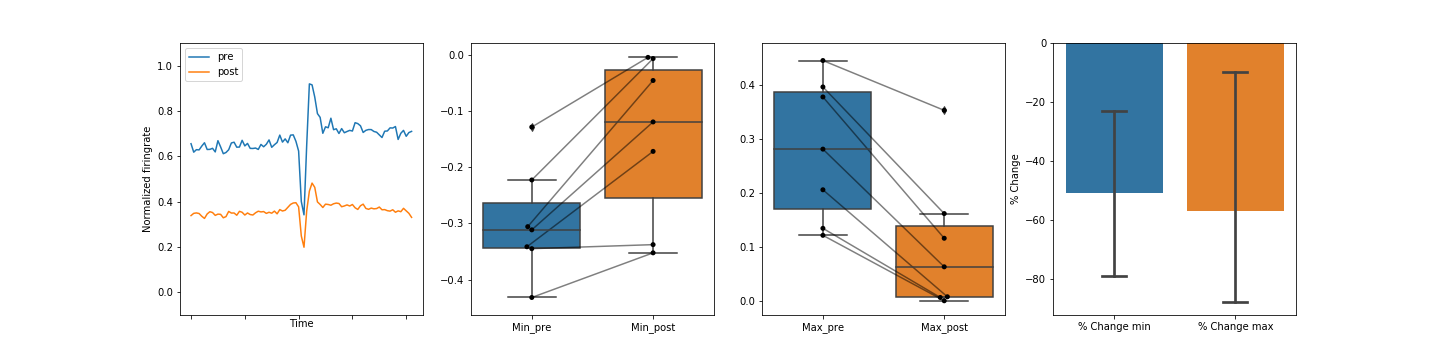 Normalized firingrate
1.0
0.8
0.6
0.4
0.2
0.0
pre
post
Time
0.0
−0.1
−0.2
−0.3
−0.4
Min_pre
Min_post
0.4
0.3
0.2
0.1
0.0
Max_pre
Max_post
% Change
0
−20
−40
−60
−80
% Change min
% Change max